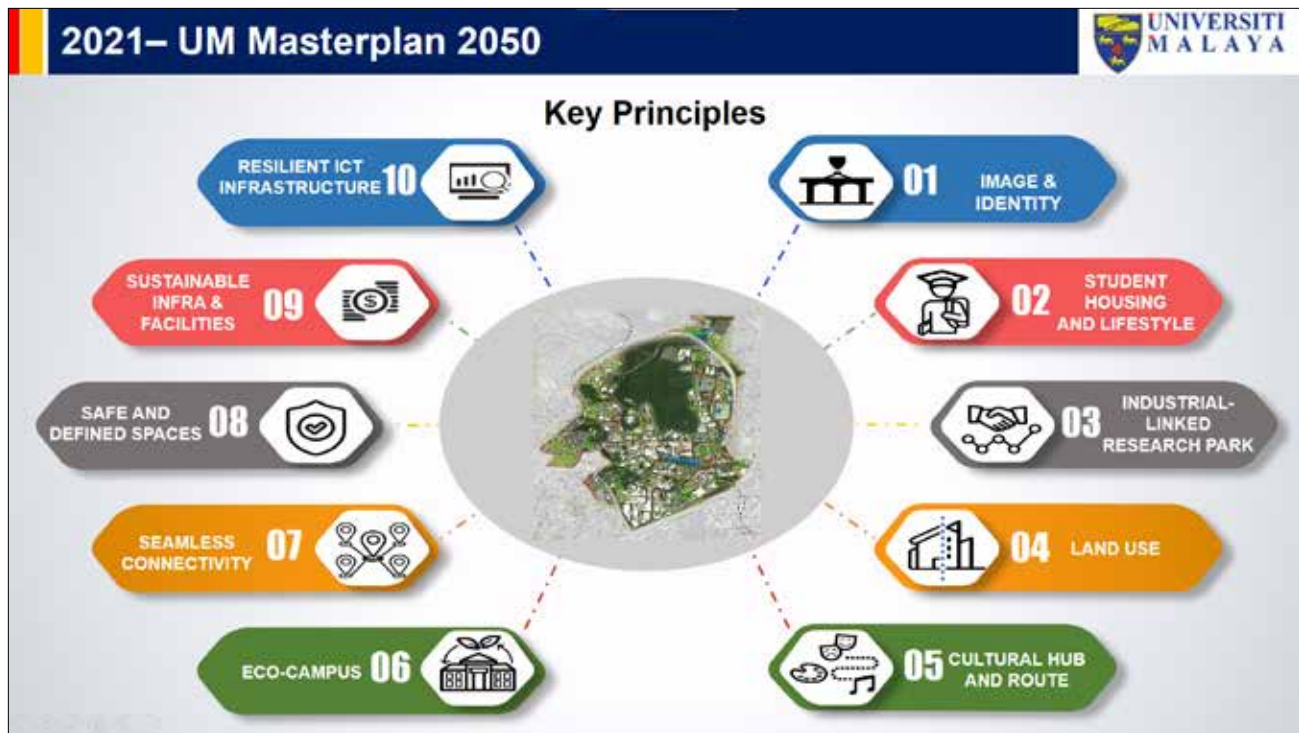 2021– UM Masterplan 2050
UNIVERSITI
MALAYA
Key Principles
RESILIENT ICT
INFRASTRUCTURE 10
01 IMAGE &
IDENTITY
SUSTAINABLE
INFRA & 09
FACILITIES
STUDENT
02 HOUSING
AND LIFESTYLE
SAFE AND
DEFINED SPACES 08
INDUSTRIAL-
03 LINKED
RESEARCH PARK
SEAMLESS
CONNECTIVITY 07
04 LAND USE
ECO-CAMPUS 06
05 CULTURAL HUB
AND ROUTE